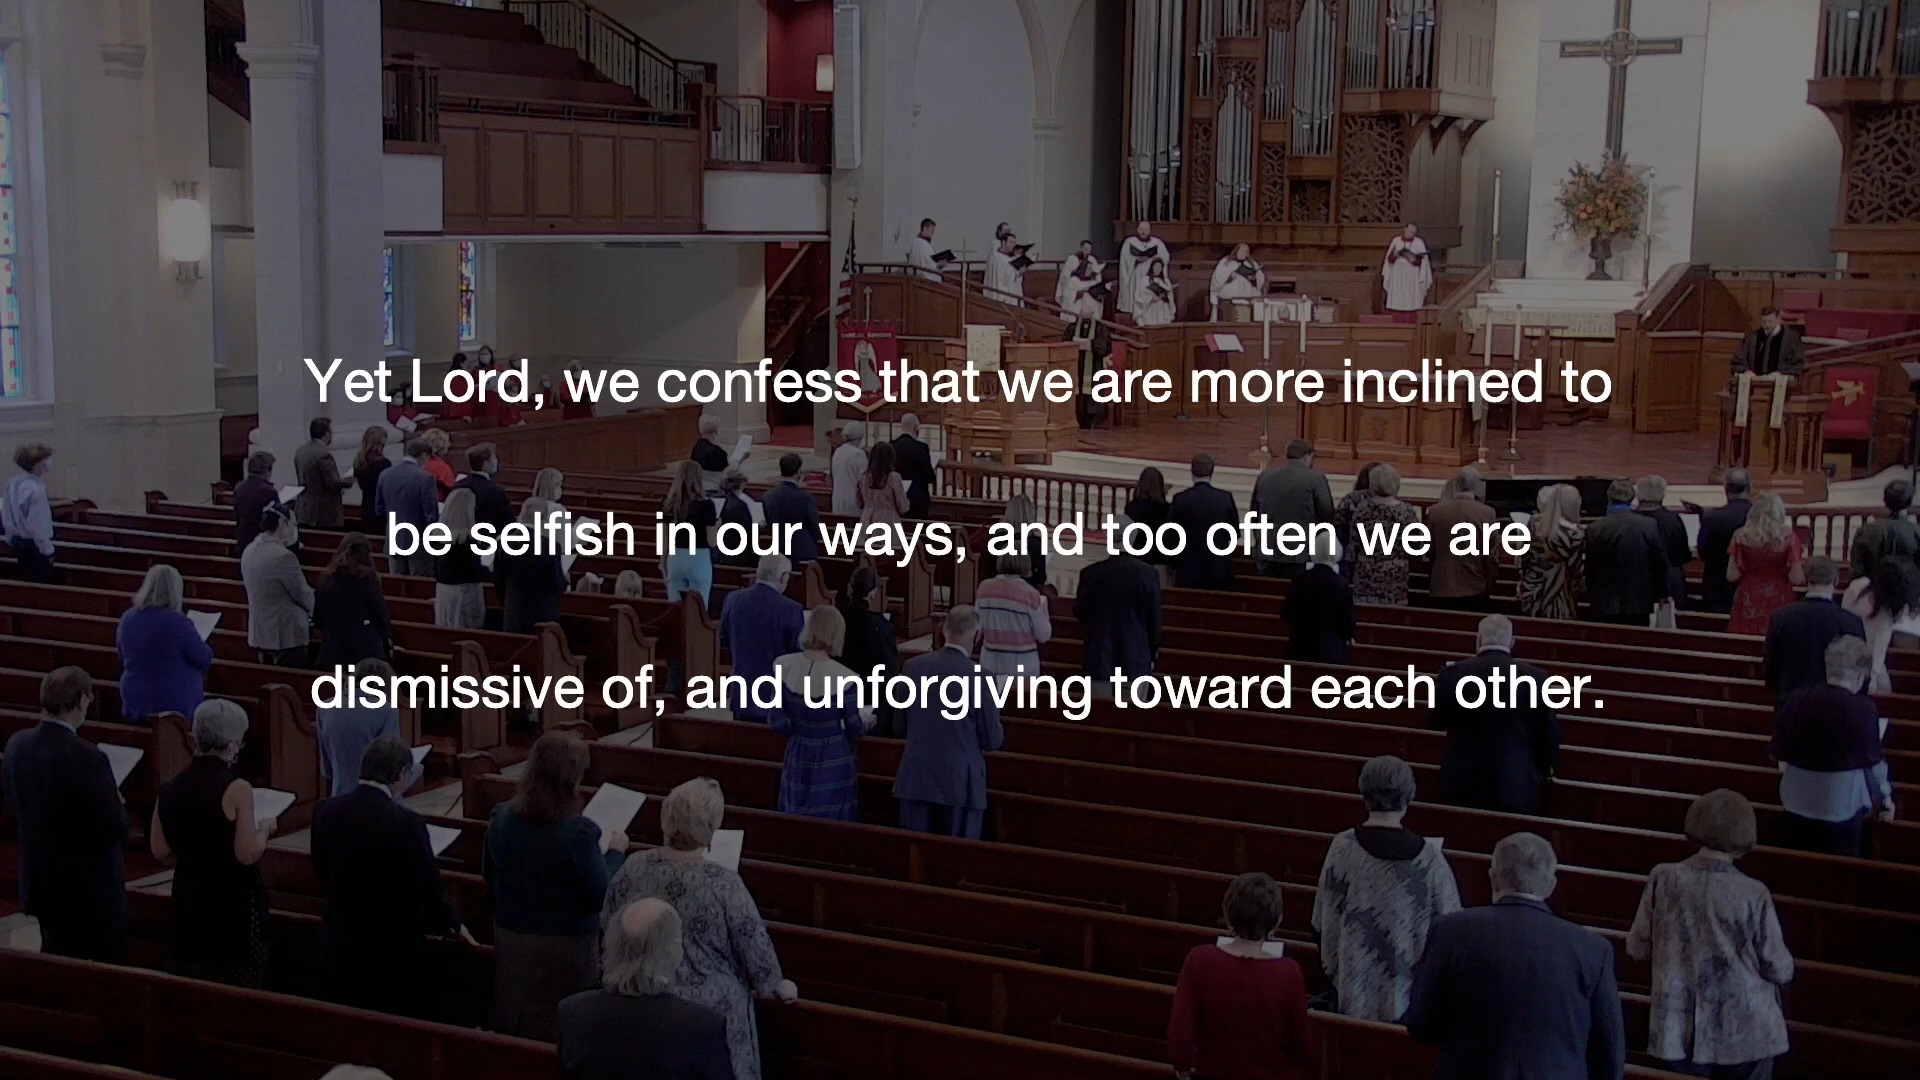 Yet Lord, we confess that we are more inclined to
be selfish in our ways, and too often we are
dismissive of, and unforgiving toward each other.